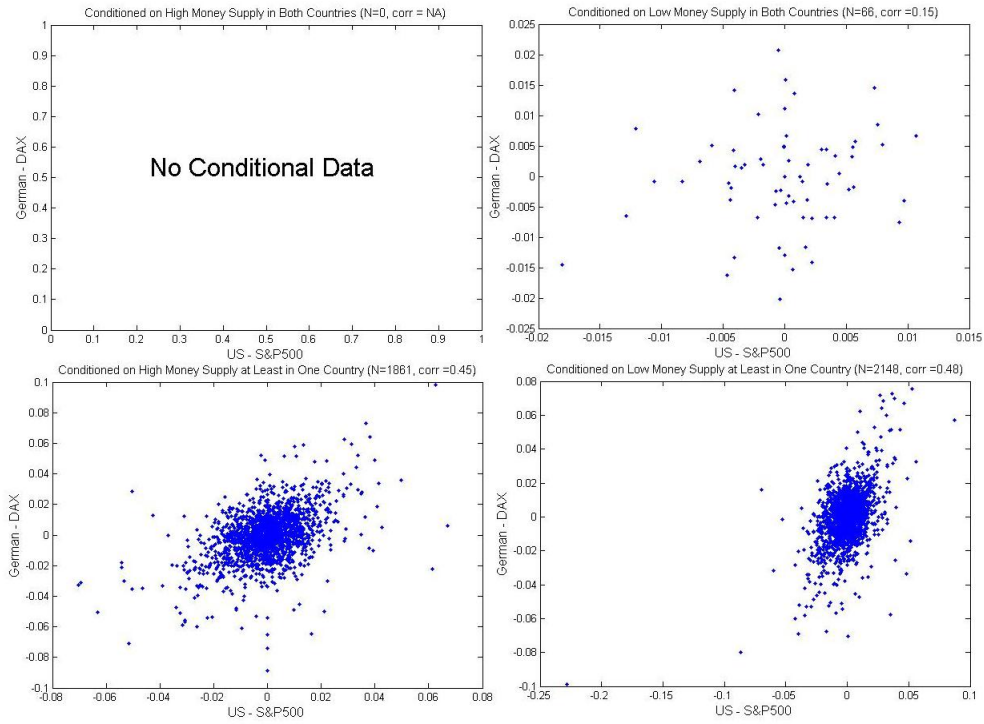 Conditioned on High Money Supply in Both Countries (N=0, corr = NA)
1
0.9
0.8
0.7
0.6
0.5
0.4
0.3
0.2
0.1
0
German - DAX
No Conditional Data
0 0.1 0.2 0.3 0.4 0.5 0.6 0.7 0.8 0.9 1
US - S&P500
Conditioned on Low Money Supply in Both Countries (N=66, corr =0.15)
0.025
0.02
0.015
0.01
0.005
0
-0.005
-0.01
-0.015
-0.02
-0.025
German - DAX
-0.02 -0.015 -0.01 -0.005 0 0.005 0.01 0.015
US - S&P500
Conditioned on High Money Supply at Least in One Country (N=1861, corr =0.45)
0.1
0.08
0.06
0.04
0.02
0
-0.02
-0.04
-0.06
-0.08
-0.1
German - DAX
-0.08 -0.06 -0.04 -0.02 0 0.02 0.04 0.06 0.08
US - S&P500
Conditioned on Low Money Supply at Least in One Country (N=2148, corr =0.48)
0.08
0.06
0.04
0.02
0
-0.02
-0.04
-0.06
-0.08
-0.1
German - DAX
-0.25 -0.2 -0.15 -0.1 -0.05 0 0.05 0.1
US - S&P500